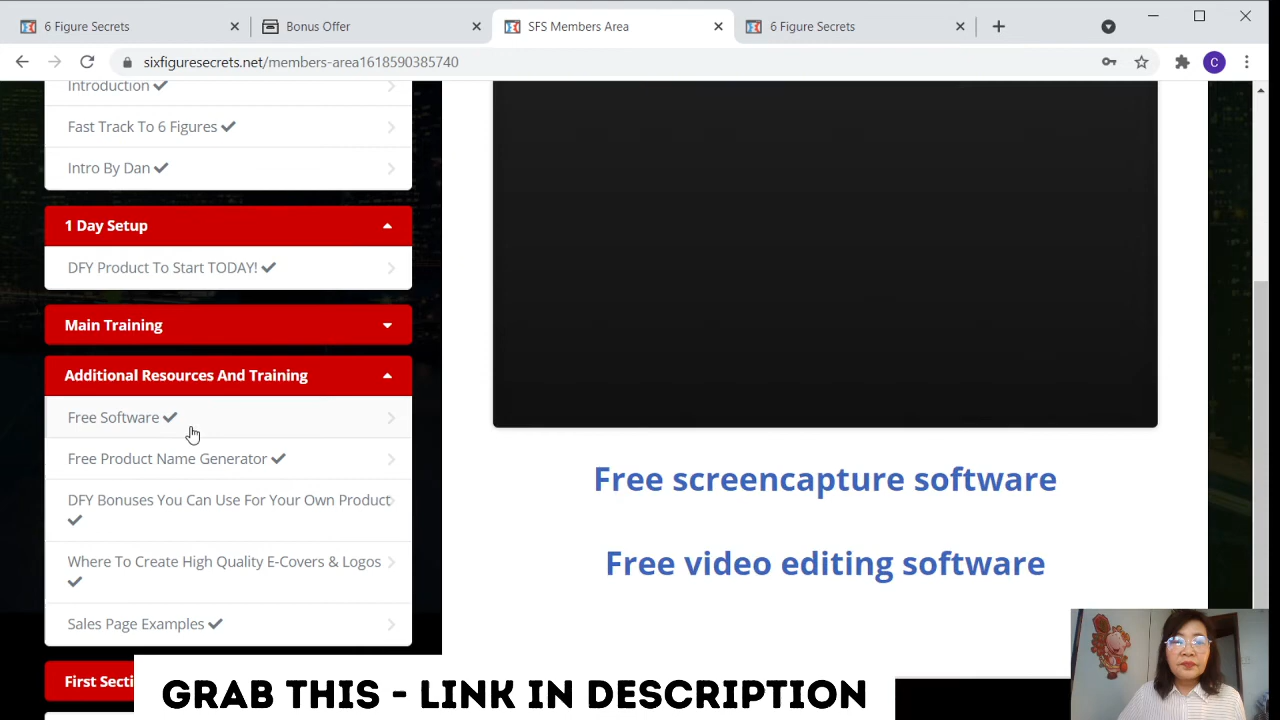 6 Figure Secrets
Bonus Offer
SFS Members Area
6 Figure Secrets
sixfiguresecrets.net/members-area1618590385740
C
Introduction
Fast Track To 6 Figures
Intro By Dan
1 Day Setup
DFY Product To Start TODAY!
Main Training
Additional Resources And Training
Free Software
Free Product Name Generator
DFY Bonuses You Can Use For Your Own Product
Where To Create High Quality E-Covers & Logos
Sales Page Examples
First Secti
Free screencapture software
Free video editing software
GRAB THIS - LINK IN DESCRIPTION